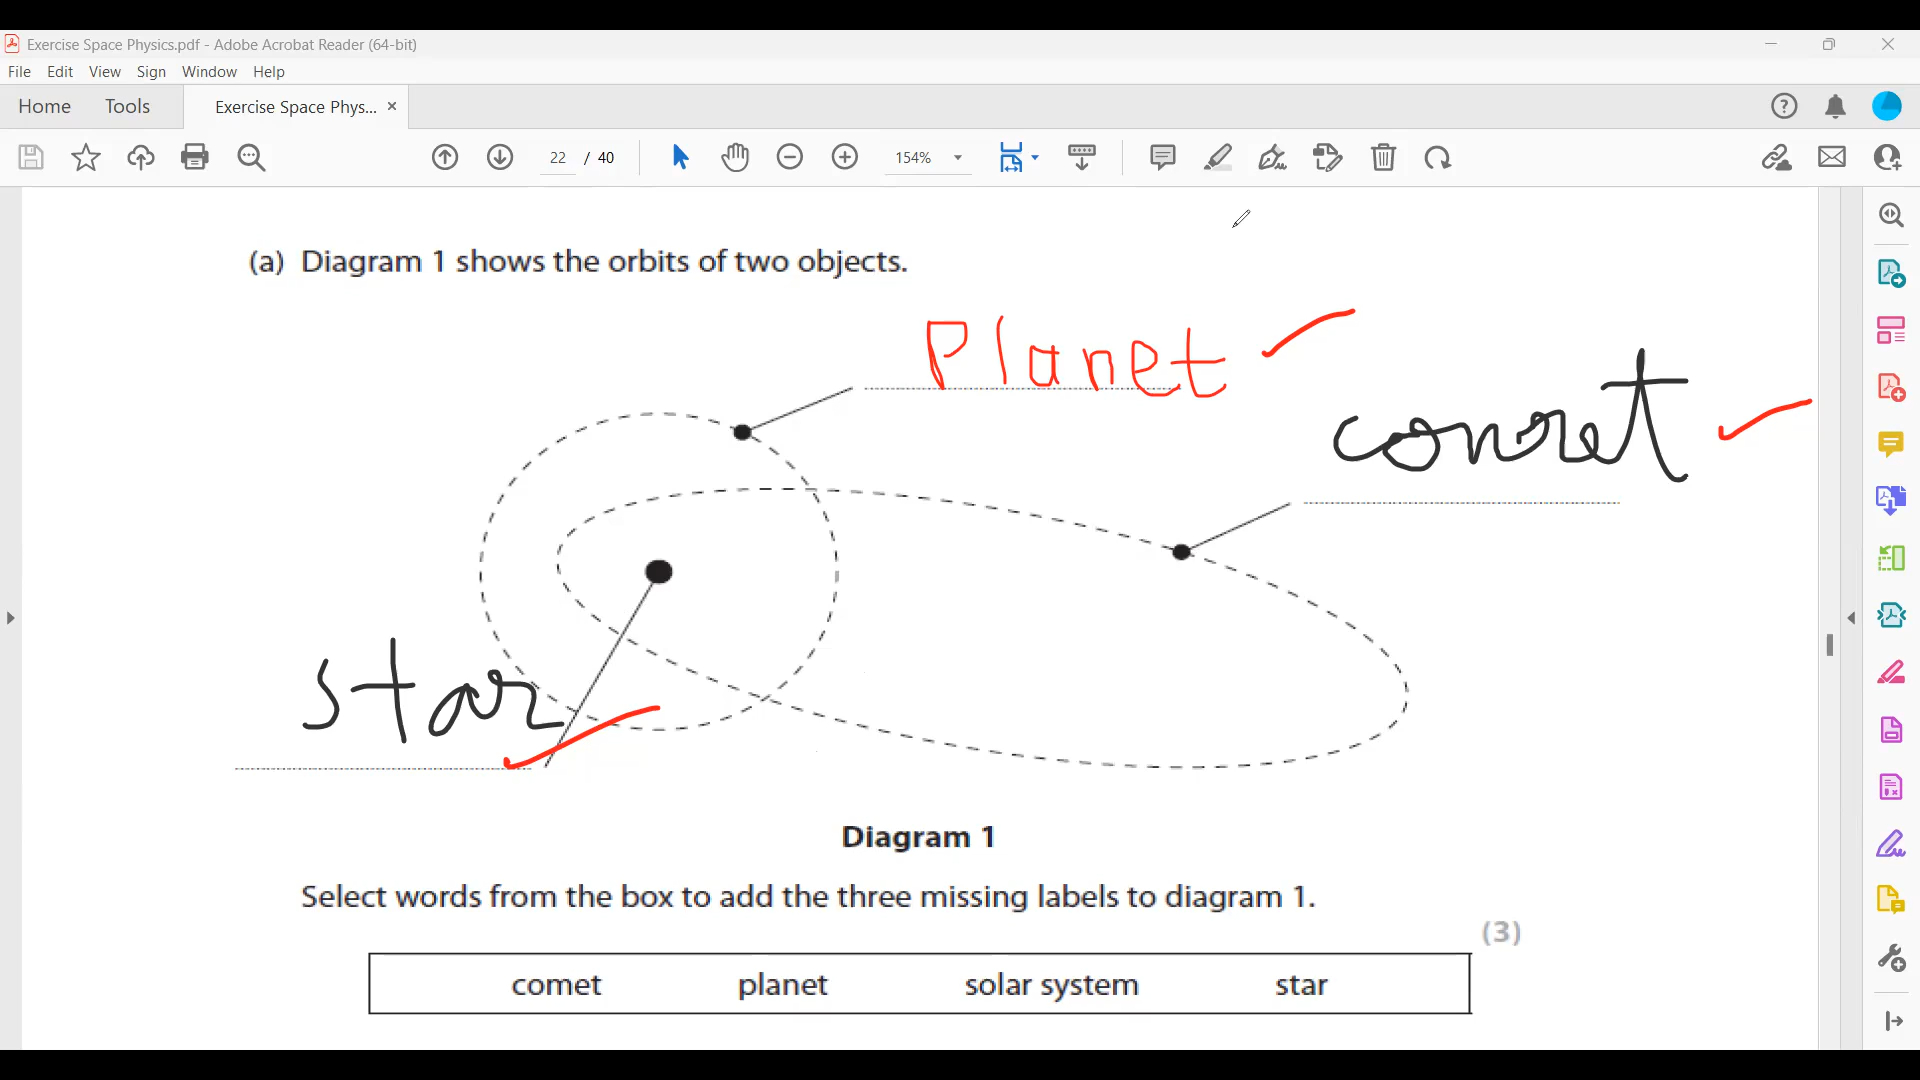 Exercise Space Physics.pdf - Adobe Acrobat Reader (64-bit)
File Edit View Sign Window Help
Home Tools Exercise Space Phys... ×
22 / 40 154%
(a) Diagram 1 shows the orbits of two objects.
Planet
comet
star
Diagram 1
Select words from the box to add the three missing labels to diagram 1.
(3)
comet planet solar system star